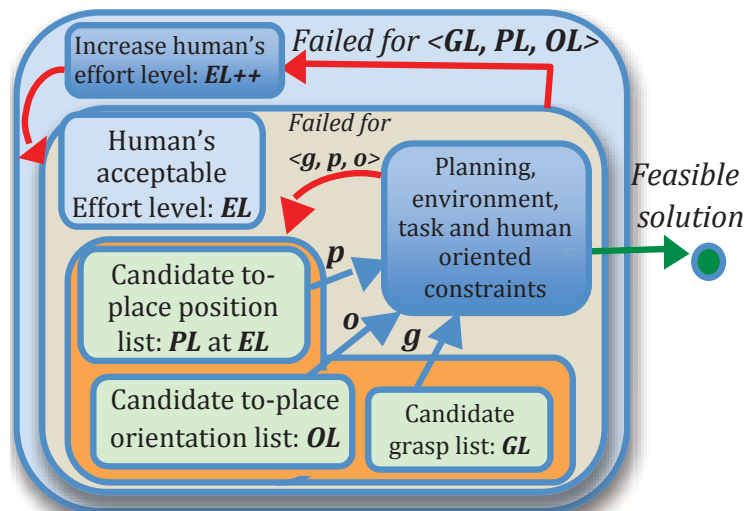 Increase human's
effort level: EL++
Failed for <GL, PL, OL>
Human's
acceptable
Effort level: EL
Failed for
<g, p, o>
Planning,
environment,
task and human
oriented
constraints
Feasible
solution
Candidate to-
place position
list: PL at EL
p
o
g
Candidate to-place
orientation list: OL
Candidate
grasp list: GL